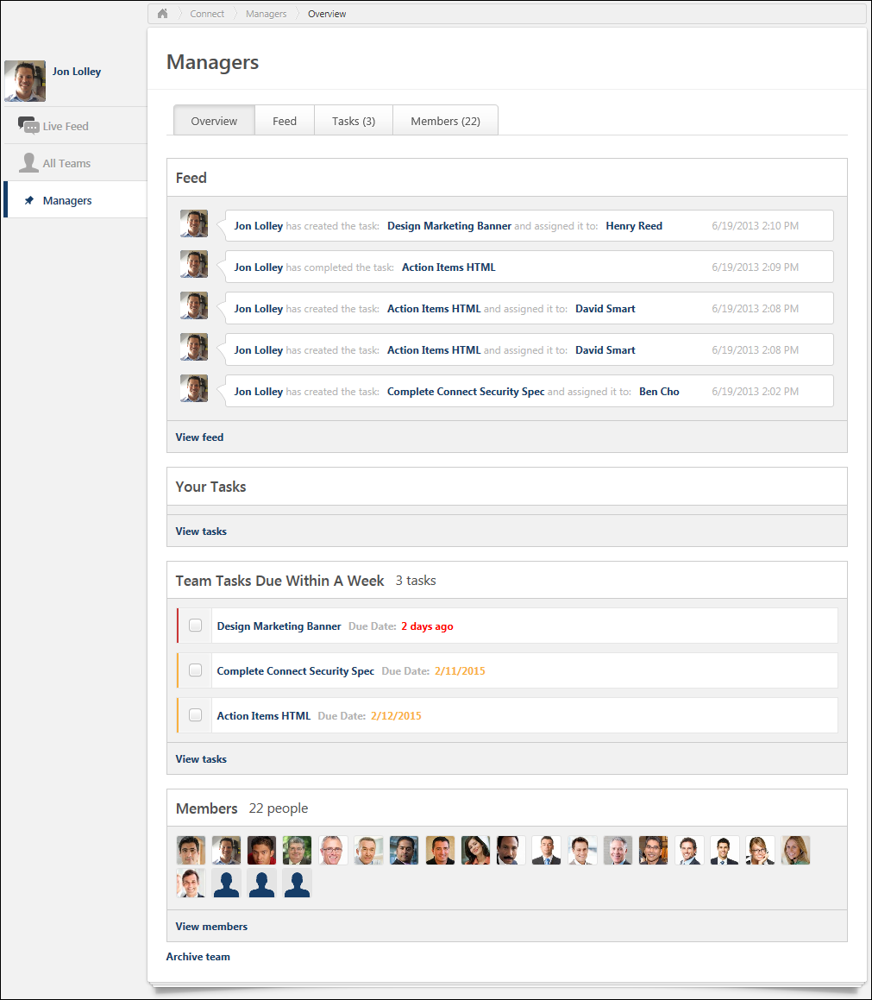 Connect Managers Overview
Jon Lolley
Live Feed
All Teams
Managers
Managers
Overview Feed Tasks (3) Members (22)
Feed
Jon Lolley has created the task: Design Marketing Banner and assigned it to: Henry Reed 6/19/2013 2:10 PM
Jon Lolley has completed the task: Action Items HTML 6/19/2013 2:09 PM
Jon Lolley has created the task: Action Items HTML and assigned it to: David Smart 6/19/2013 2:08 PM
Jon Lolley has created the task: Action Items HTML and assigned it to: David Smart 6/19/2013 2:08 PM
Jon Lolley has created the task: Complete Connect Security Spec and assigned it to: Ben Cho 6/19/2013 2:02 PM
View feed
Your Tasks
View tasks
Team Tasks Due Within A Week 3 tasks
Design Marketing Banner Due Date: 2 days ago
Complete Connect Security Spec Due Date: 2/11/2015
Action Items HTML Due Date: 2/12/2015
View tasks
Members 22 people
View members
Archive team